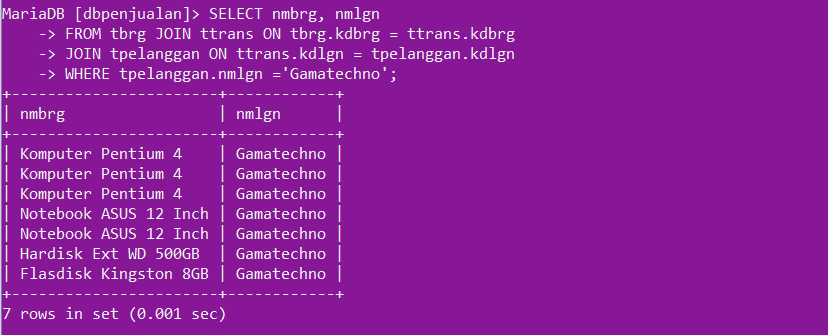 MariaDB [dbpenjualan]> SELECT nmbrg, nmlgn
    -> FROM tbrg JOIN ttrans ON tbrg.kdbrg = ttrans.kdbrg
    -> JOIN tpelanggan ON ttrans.kdlgn = tpelanggan.kdlgn
    -> WHERE tpelanggan.nmlgn ='Gamatechno';
+-----------------------+------------+
| nmbrg                 | nmlgn      |
+-----------------------+------------+
| Komputer Pentium 4    | Gamatechno |
| Komputer Pentium 4    | Gamatechno |
| Komputer Pentium 4    | Gamatechno |
| Notebook ASUS 12 Inch | Gamatechno |
| Notebook ASUS 12 Inch | Gamatechno |
| Hardisk Ext WD 500GB  | Gamatechno |
| Flasdisk Kingston 8GB | Gamatechno |
+-----------------------+------------+
7 rows in set (0.001 sec)